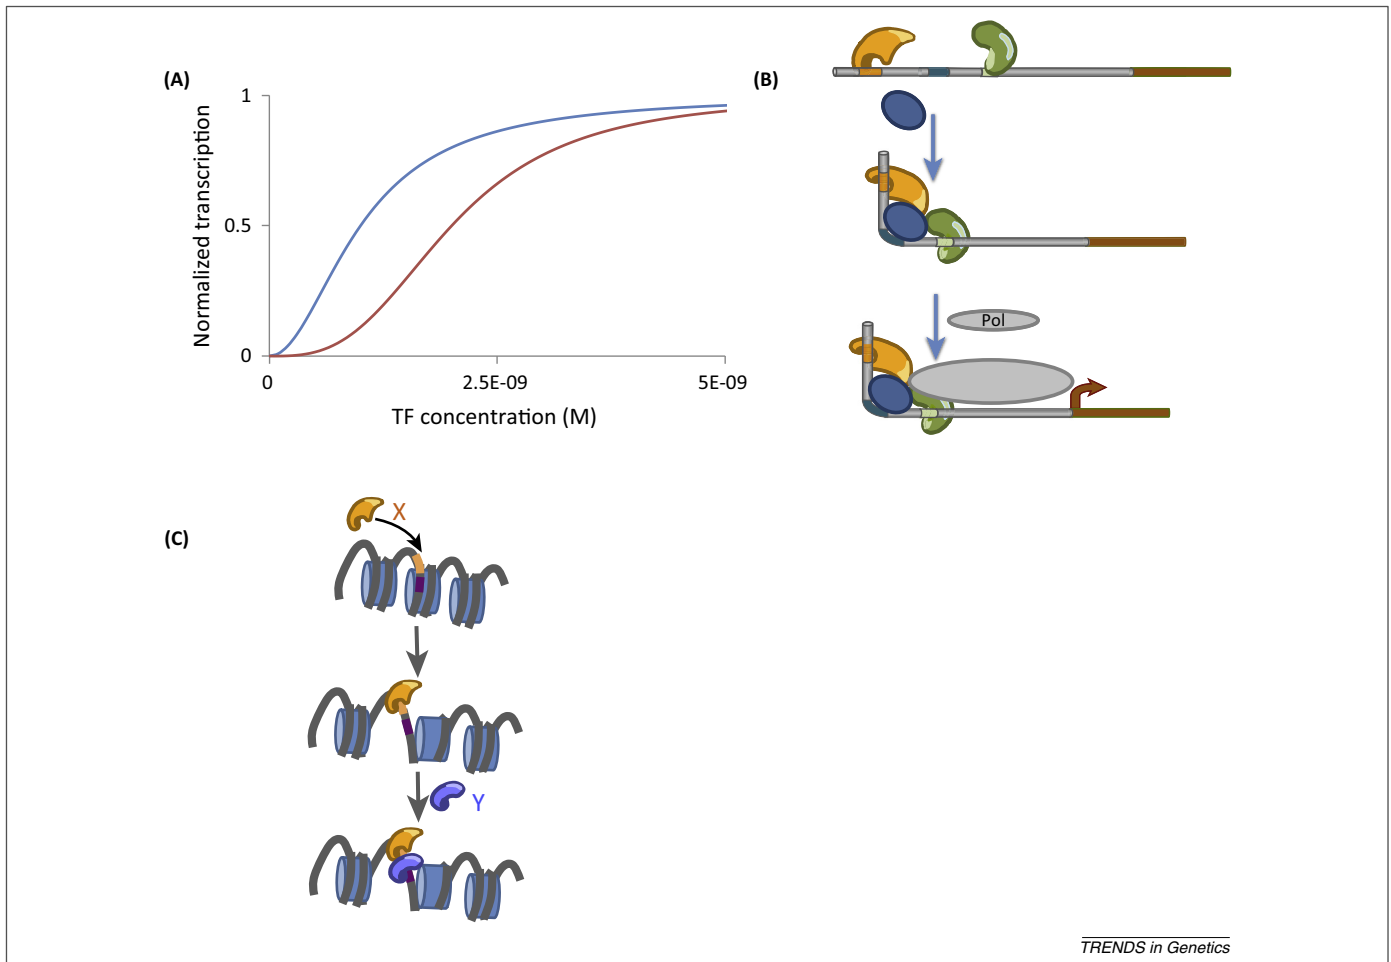 (A)
1
0.5
0
Normalized transcription
0
2.5E-09
5E-09
TF concentration (M)
(B)
Pol
(C)
X
Y
TRENDS in Genetics